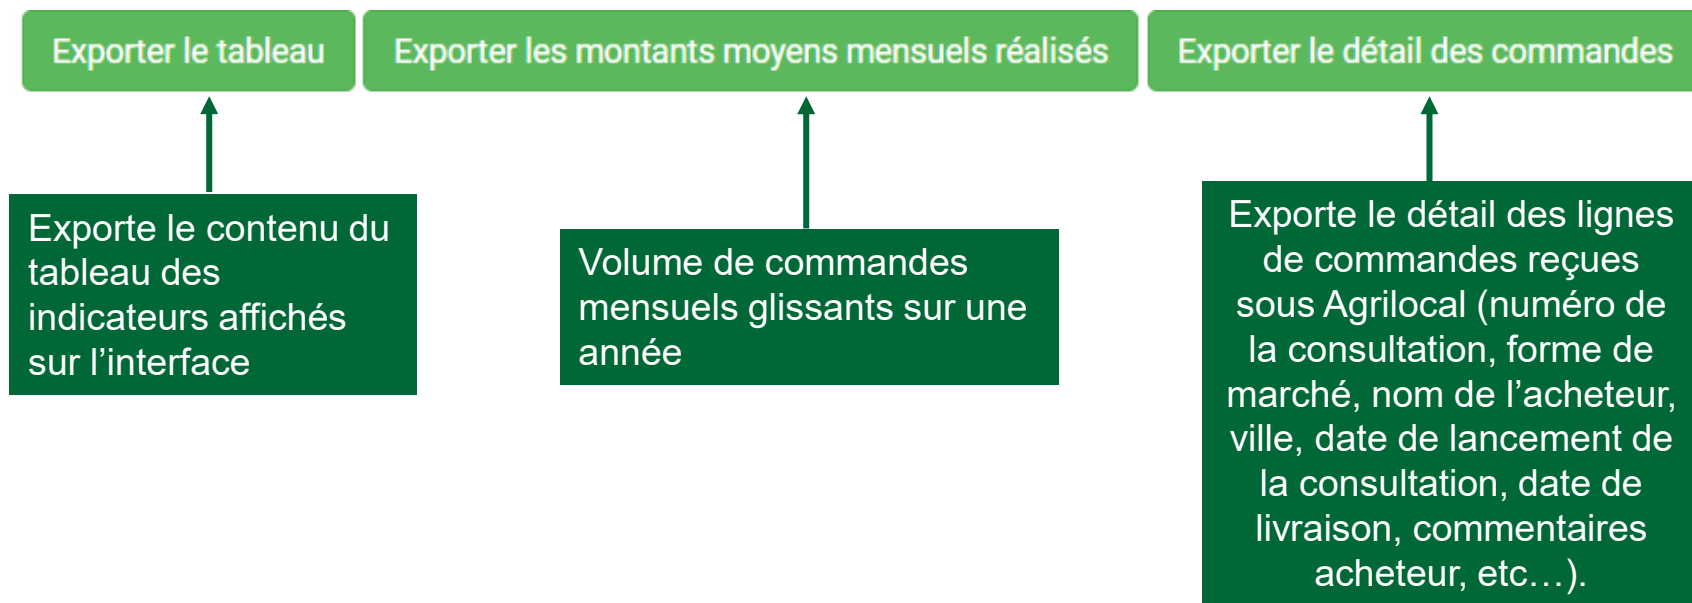 Exporter le tableau
Exporter les montants moyens mensuels réalisés
Exporter le détail des commandes
Exporte le contenu du
tableau des
indicateurs affichés
sur l’interface
Volume de commandes
mensuels glissants sur une
année
Exporte le détail des lignes
de commandes reçues
sous Agrilocal (numéro de
la consultation, forme de
marché, nom de l’acheteur,
ville, date de lancement de
la consultation, date de
livraison, commentaires
acheteur, etc…).